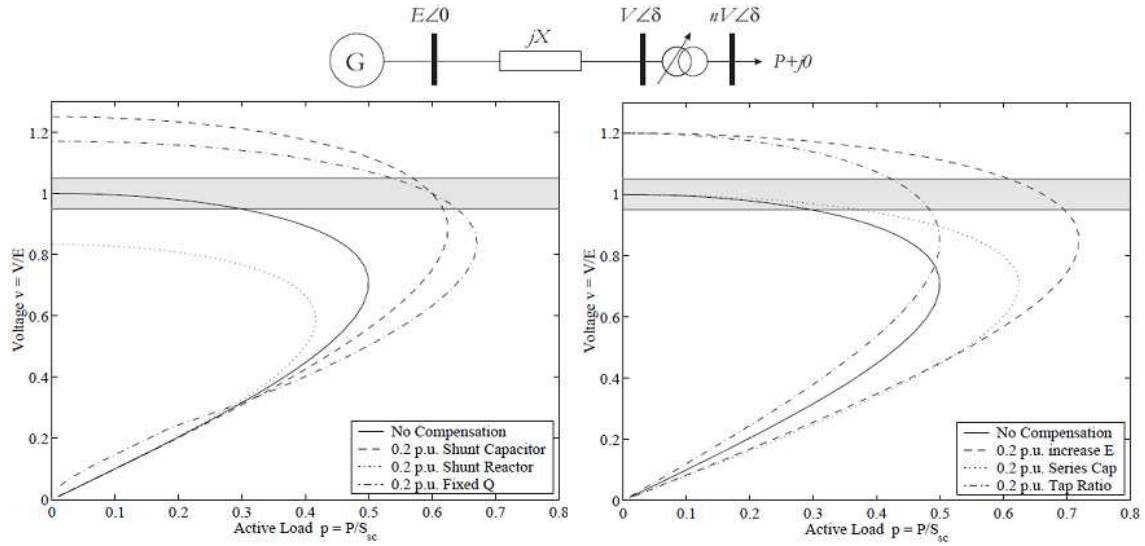 E∠0 V∠δ nV∠δ
jX
G P+j0
1.2
1
0.8
0.6
0.4
0.2
0
Voltage v = V/E
No Compensation
0.2 p.u. Shunt Capacitor
0.2 p.u. Shunt Reactor
0.2 p.u. Fixed Q
0 0.1 0.2 0.3 0.4 0.5 0.6 0.7 0.8
Active Load p = P/Ssc
1.2
1
0.8
0.6
0.4
0.2
0
Voltage v = V/E
No Compensation
0.2 p.u. increase E
0.2 p.u. Series Cap
0.2 p.u. Tap Ratio
0 0.1 0.2 0.3 0.4 0.5 0.6 0.7 0.8
Active Load p = P/Ssc